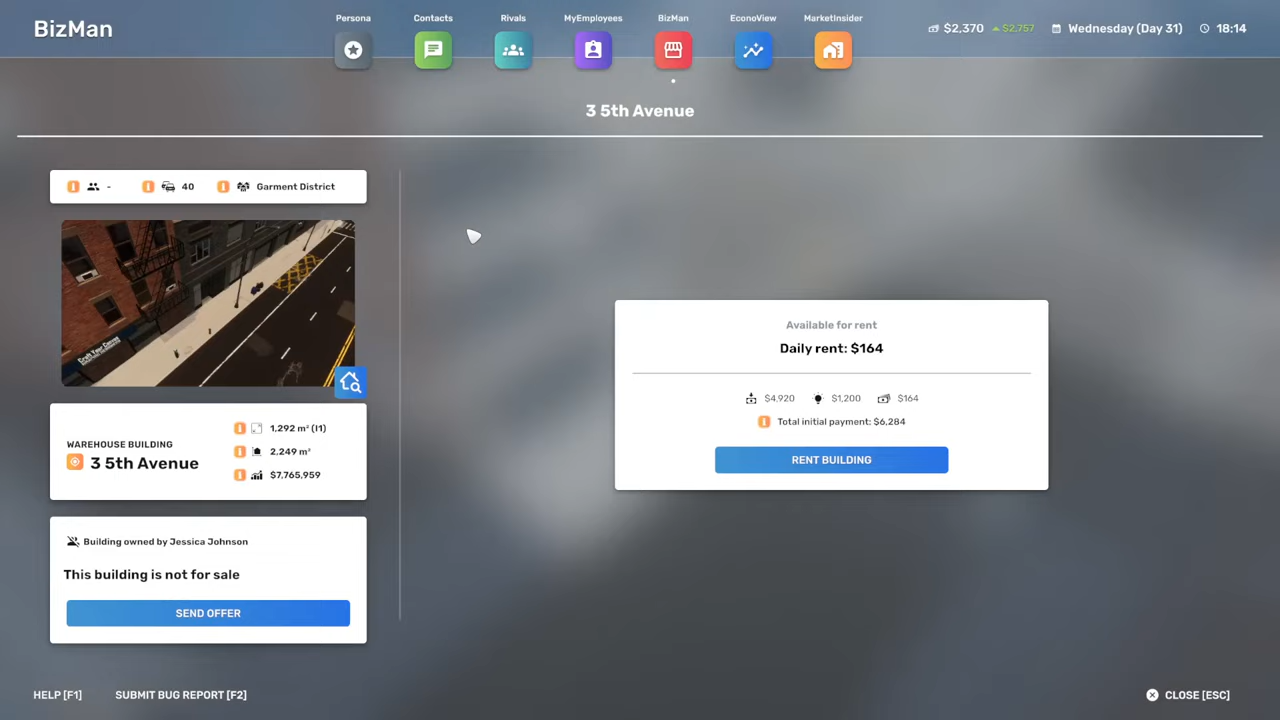 BizMan
Persona
Contacts
Rivals
MyEmployees
BizMan
EconoView
MarketInsider
$2,370 $2,757
Wednesday (Day 31)
18:14
3 5th Avenue
- 40 Garment District
Craft Your Corner
WAREHOUSE BUILDING
3 5th Avenue
1,292 m² (I1)
2,249 m²
$7,765,959
Building owned by Jessica Johnson
This building is not for sale
SEND OFFER
Available for rent
Daily rent: $164
$4,920 $1,200 $164
Total initial payment: $6,284
RENT BUILDING
HELP [F1] SUBMIT BUG REPORT [F2]
CLOSE [ESC]